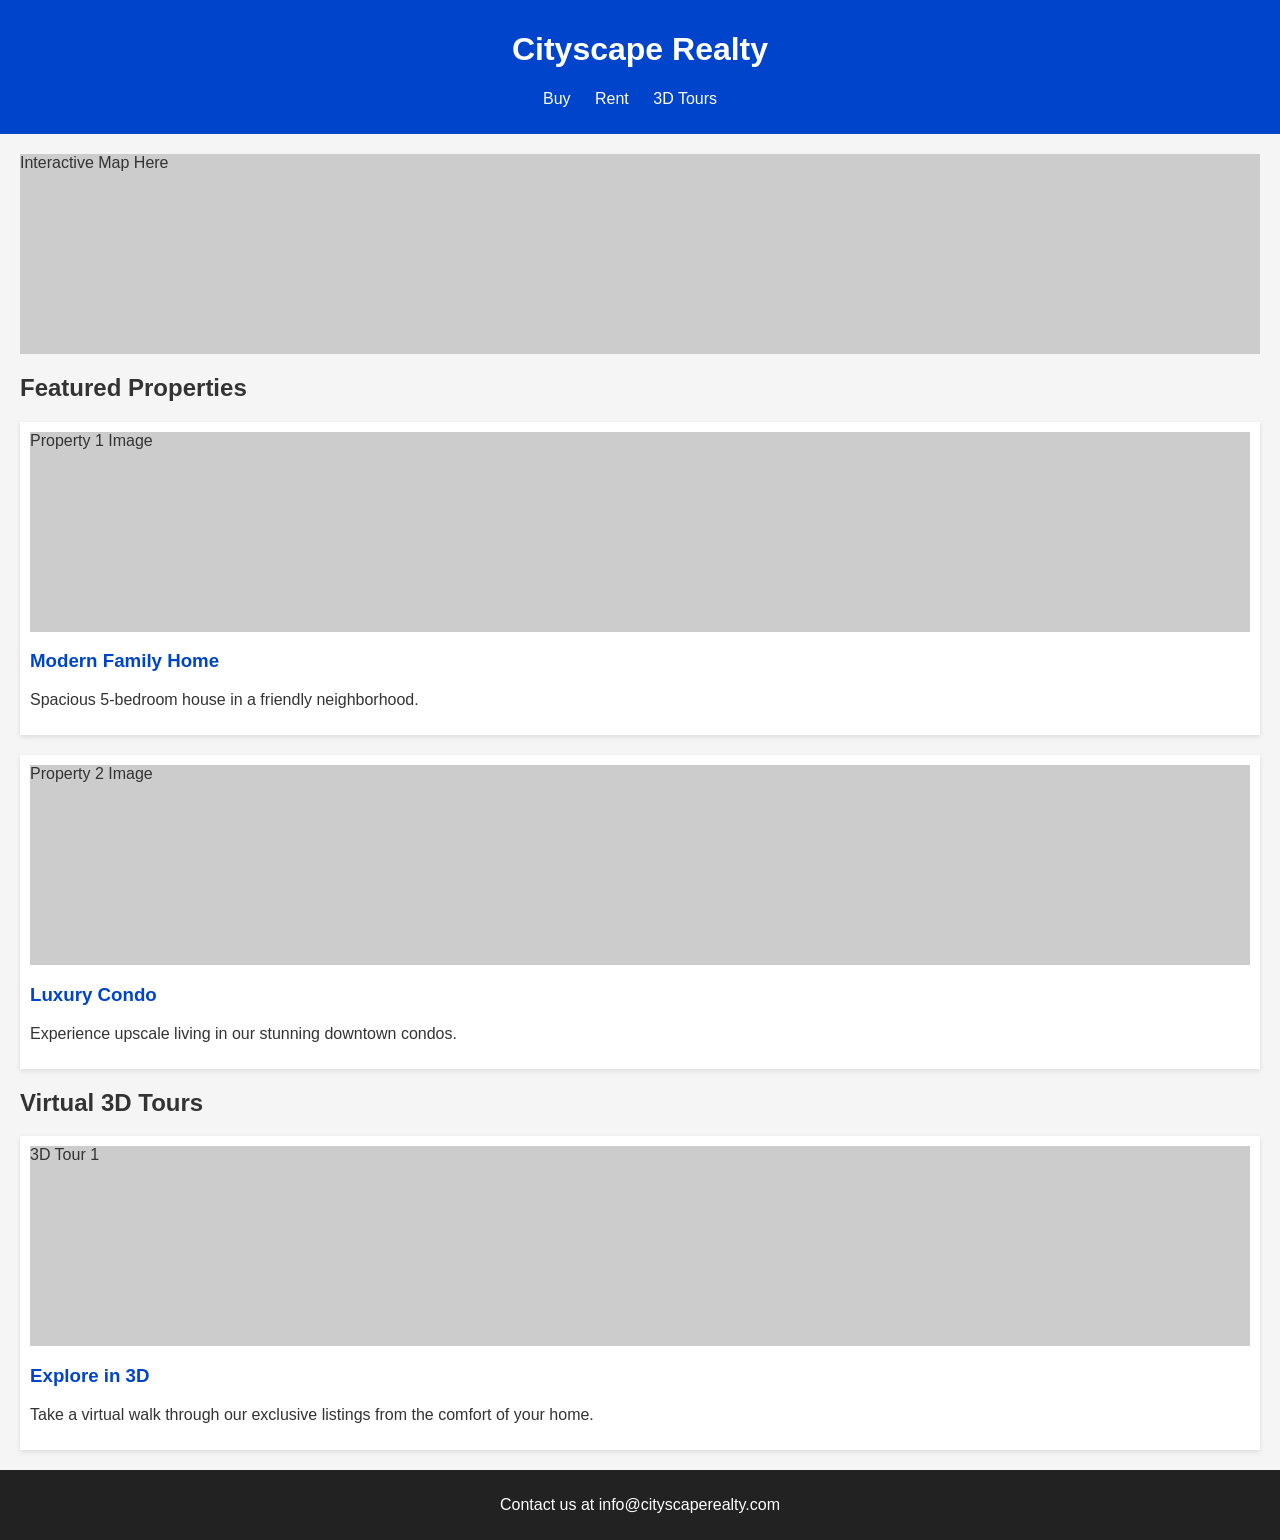 Cityscape Realty
Buy Rent 3D Tours
Interactive Map Here
Featured Properties
Property 1 Image
Modern Family Home
Spacious 5-bedroom house in a friendly neighborhood.
Property 2 Image
Luxury Condo
Experience upscale living in our stunning downtown condos.
Virtual 3D Tours
3D Tour 1
Explore in 3D
Take a virtual walk through our exclusive listings from the comfort of your home.
Contact us at info@cityscaperealty.com